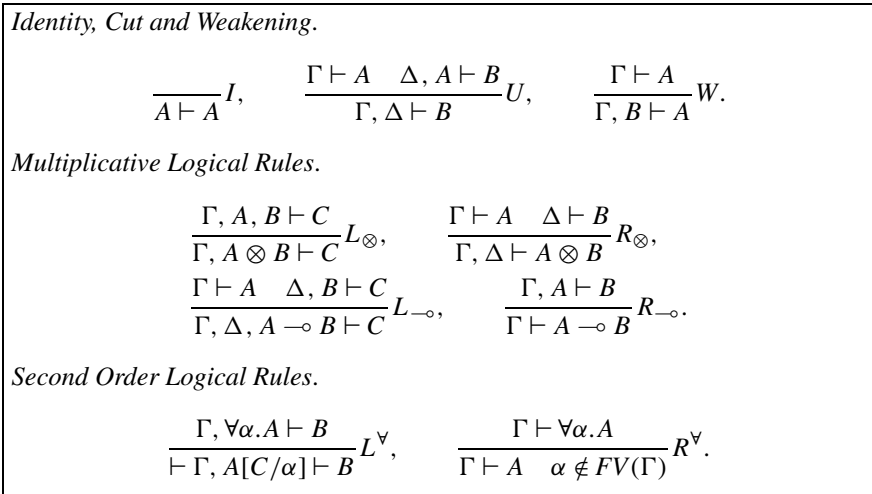 Identity, Cut and Weakening.
Γ ⊢ A Δ, A ⊢ B Γ ⊢ A
A ⊢ A I, Γ, Δ ⊢ B U, Γ, B ⊢ A W.
Multiplicative Logical Rules.
Γ, A, B ⊢ C Γ ⊢ A Δ ⊢ B
Γ, A ⊗ B ⊢ C L⊗, Γ, Δ ⊢ A ⊗ B R⊗,
Γ ⊢ A Δ, B ⊢ C Γ, A ⊢ B
Γ, Δ, A ⊸ B ⊢ C L⊸, Γ ⊢ A ⊸ B R⊸.
Second Order Logical Rules.
Γ, ∀α.A ⊢ B Γ ⊢ ∀α.A
⊢ Γ, A[C/α] ⊢ B L∀, Γ ⊢ A α ∉ FV(Γ) R∀.